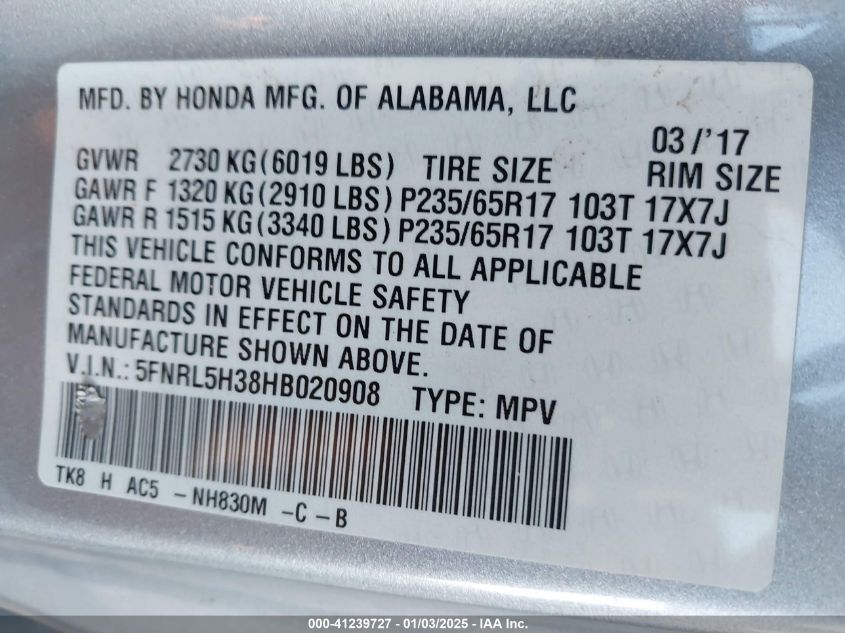 MFD. BY HONDA MFG. OF ALABAMA, LLC
03/'17
GVWR 2730 KG(6019 LBS) TIRE SIZE RIM SIZE
GAWR F 1320 KG(2910 LBS) P235/65R17 103T 17X7J
GAWR R 1515 KG(3340 LBS) P235/65R17 103T 17X7J
THIS VEHICLE CONFORMS TO ALL APPLICABLE
FEDERAL MOTOR VEHICLE SAFETY
STANDARDS IN EFFECT ON THE DATE OF
MANUFACTURE SHOWN ABOVE.
V.I.N.: 5FNRL5H38HB020908 TYPE: MPV
TK8 H AC5 -NH830M -C -B
000-41239727 - 01/03/2025 - IAA Inc.